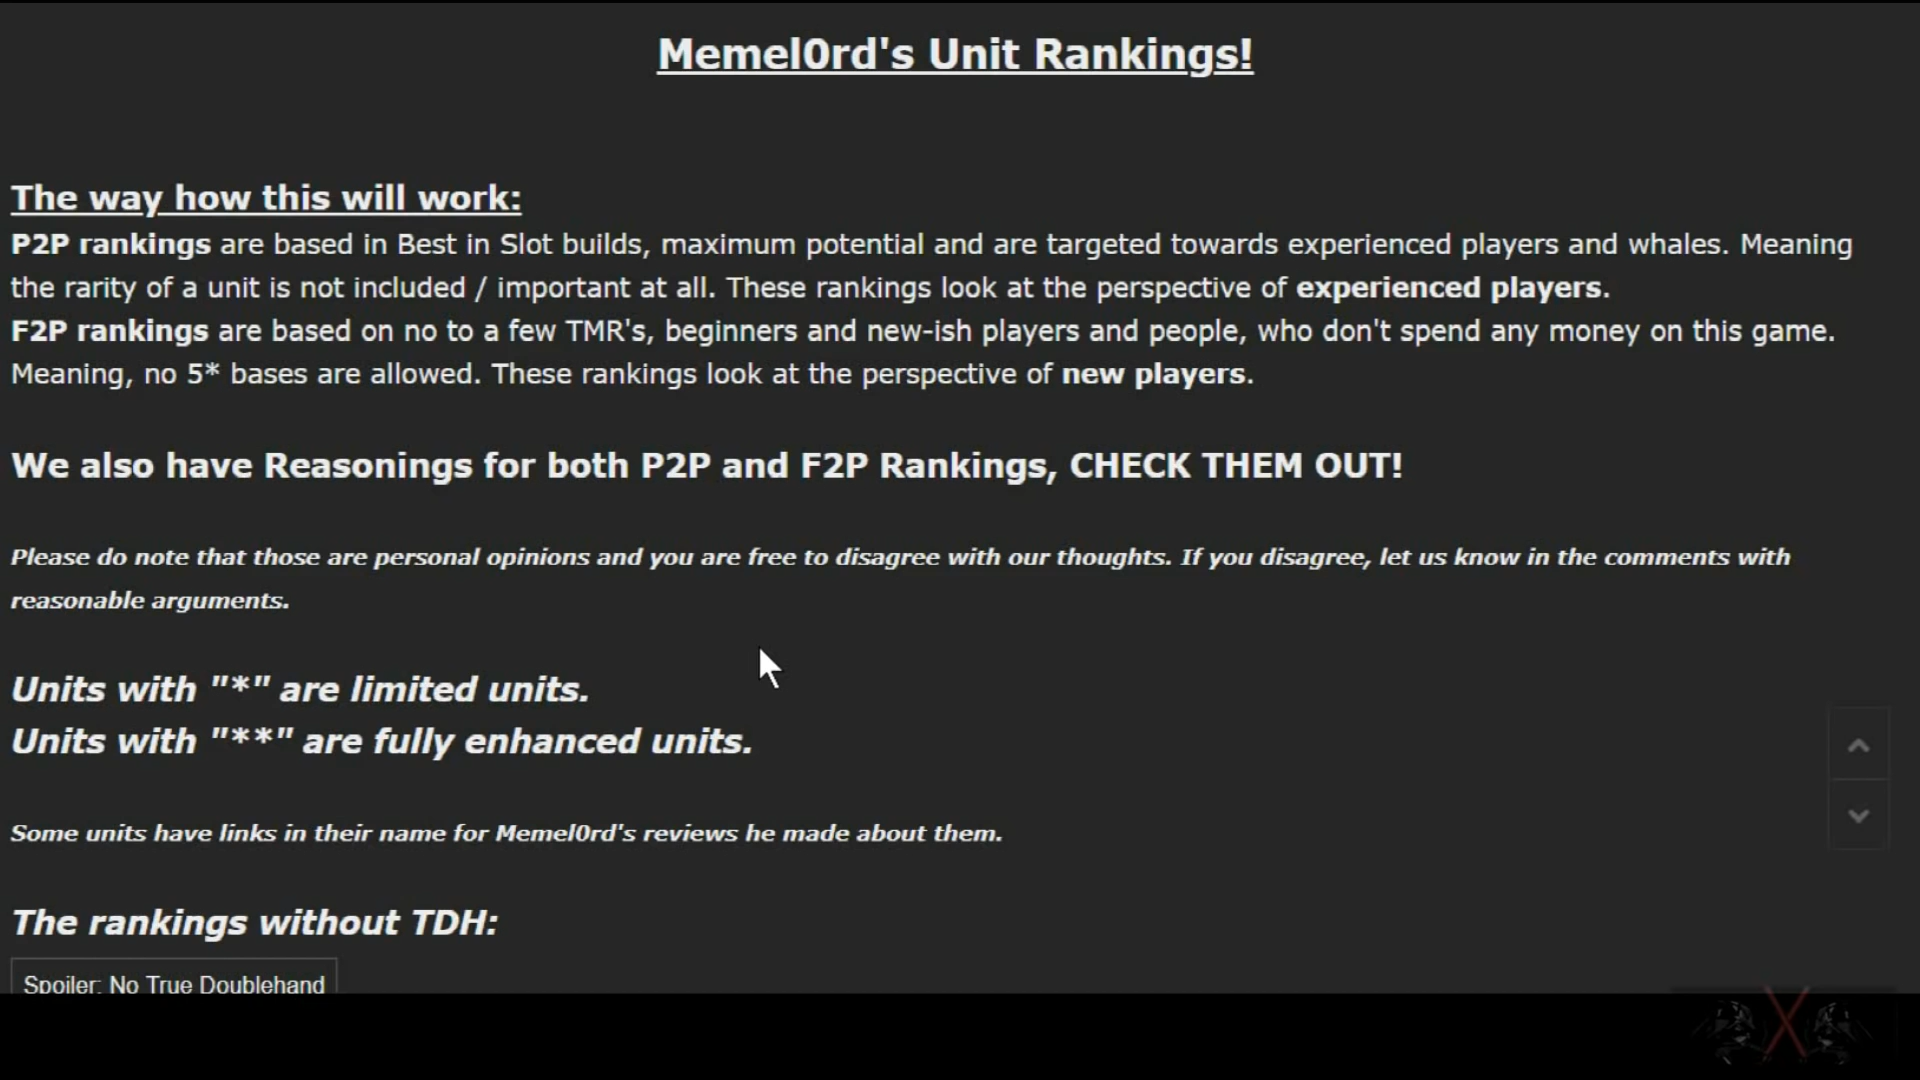 Memel0rd's Unit Rankings!
The way how this will work:
P2P rankings are based in Best in Slot builds, maximum potential and are targeted towards experienced players and whales. Meaning
the rarity of a unit is not included / important at all. These rankings look at the perspective of experienced players.
F2P rankings are based on no to a few TMR's, beginners and new-ish players and people, who don't spend any money on this game.
Meaning, no 5* bases are allowed. These rankings look at the perspective of new players.
We also have Reasonings for both P2P and F2P Rankings, CHECK THEM OUT!
Please do note that those are personal opinions and you are free to disagree with our thoughts. If you disagree, let us know in the comments with
reasonable arguments.
Units with "*" are limited units.
Units with "**" are fully enhanced units.
Some units have links in their name for Memel0rd's reviews he made about them.
The rankings without TDH:
Spoiler: No True Doublehand